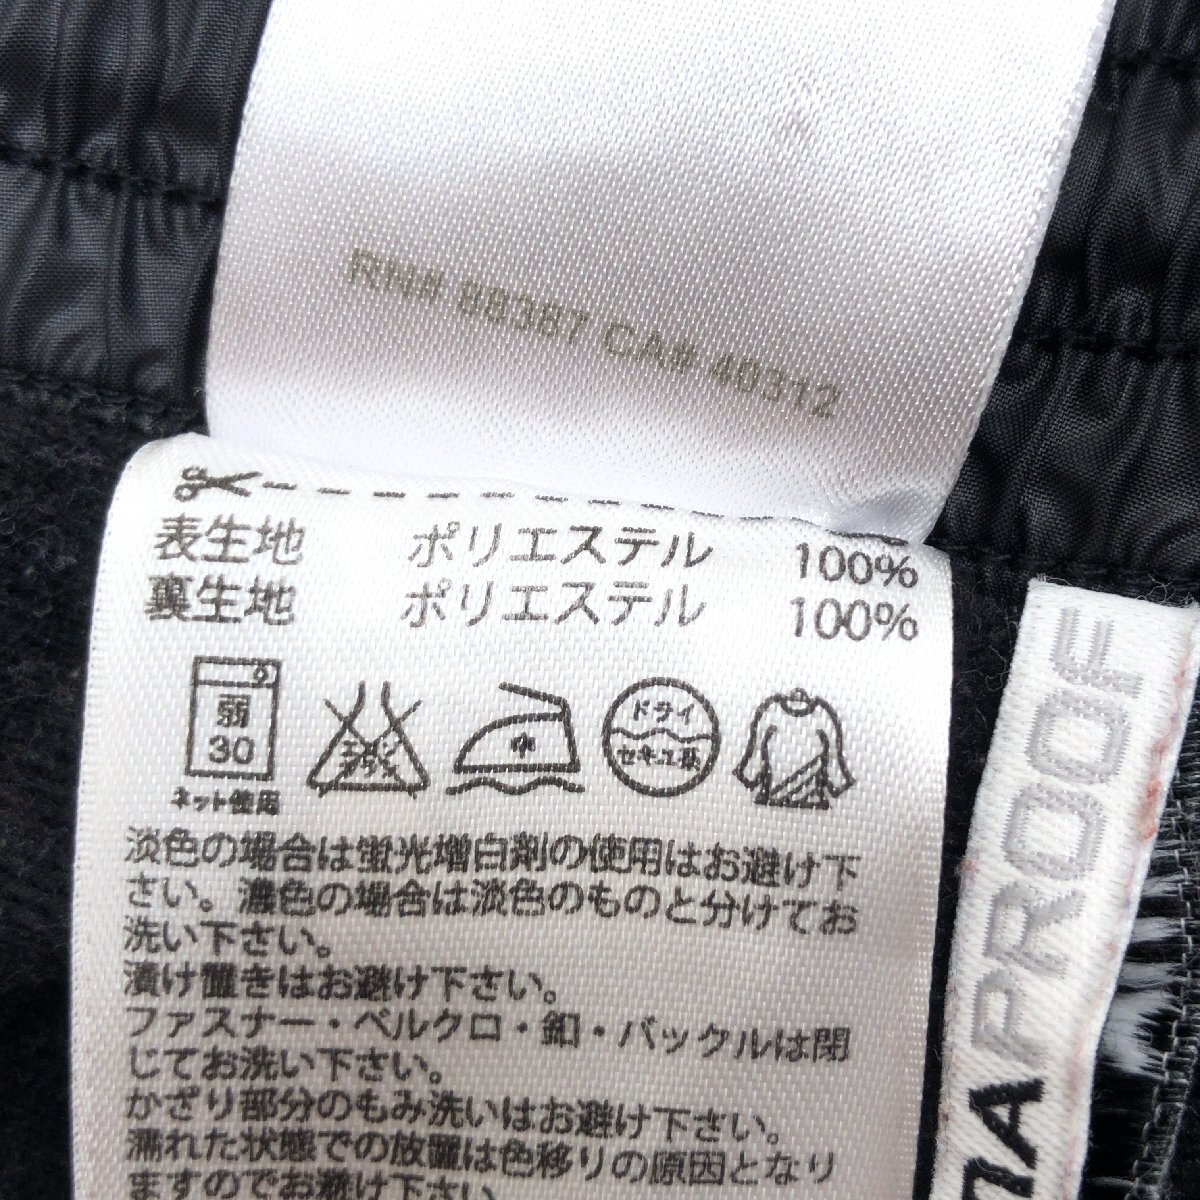 RN# 88387 CA# 40312
表生地 ポリエステル 100%
裏生地 ポリエステル 100%
弱
30
ネット使用
エンソ
サラシ
中
ドライ
セキユ系
淡色の場合は蛍光増白剤の使用はお避け下
さい。濃色の場合は淡色のものと分けてお
洗い下さい。
漬け置きはお避け下さい。
ファスナー・ベルクロ・釦・バックルは閉
じてお洗い下さい。
かざり部分のもみ洗いはお避け下さい。
濡れた状態での放置は色移りの原因となり
ますのでお避け下さい。
PROOF